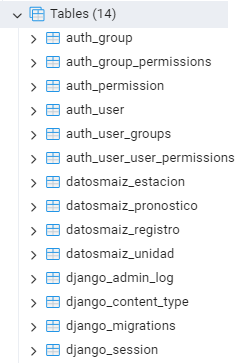 Tables (14)
auth_group
auth_group_permissions
auth_permission
auth_user
auth_user_groups
auth_user_user_permissions
datosmaiz_estacion
datosmaiz_pronostico
datosmaiz_registro
datosmaiz_unidad
django_admin_log
django_content_type
django_migrations
django_session